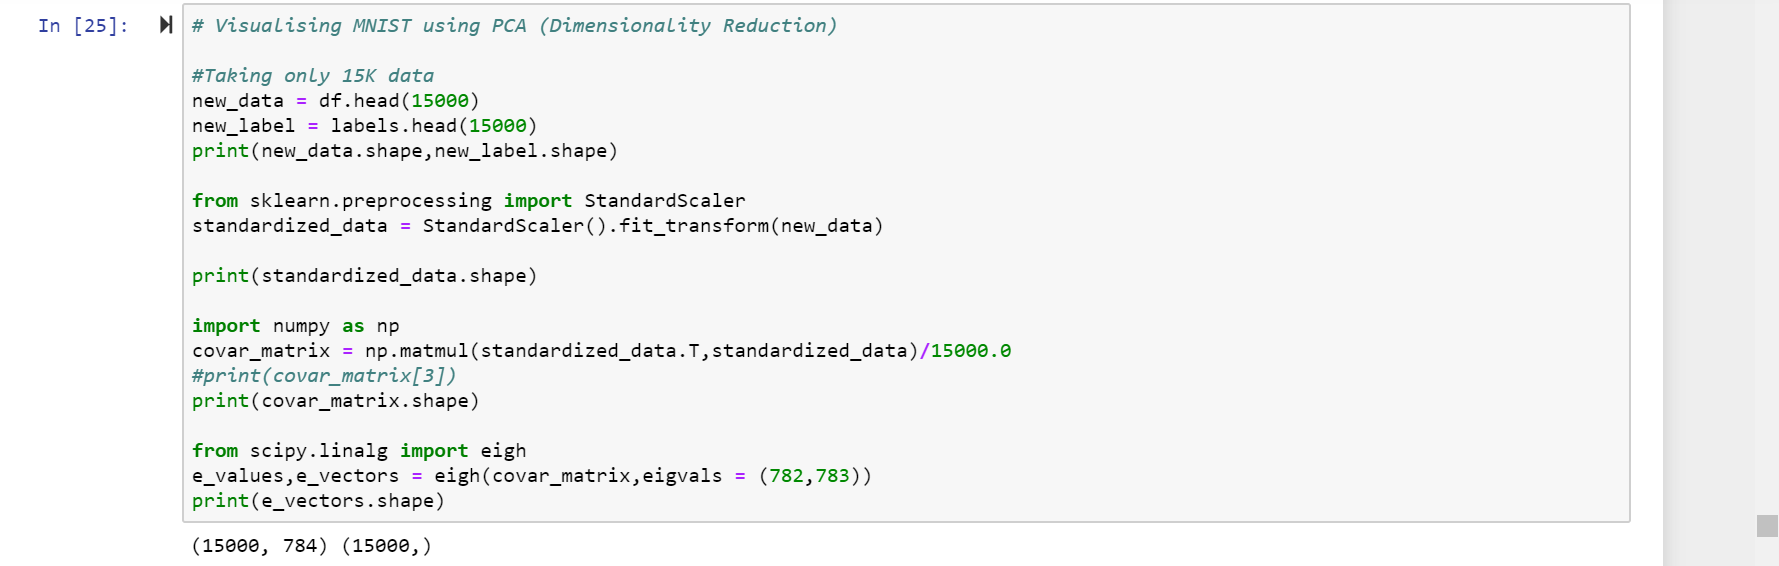 In [25]:
# Visualising MNIST using PCA (Dimensionality Reduction)
#Taking only 15K data
new_data = df.head(15000)
new_label = labels.head(15000)
print(new_data.shape,new_label.shape)
from sklearn.preprocessing import StandardScaler
standardized_data = StandardScaler().fit_transform(new_data)
print(standardized_data.shape)
import numpy as np
covar_matrix = np.matmul(standardized_data.T,standardized_data)/15000.0
#print(covar_matrix[3])
print(covar_matrix.shape)
from scipy.linalg import eigh
e_values,e_vectors = eigh(covar_matrix,eigvals = (782,783))
print(e_vectors.shape)
(15000, 784) (15000,)